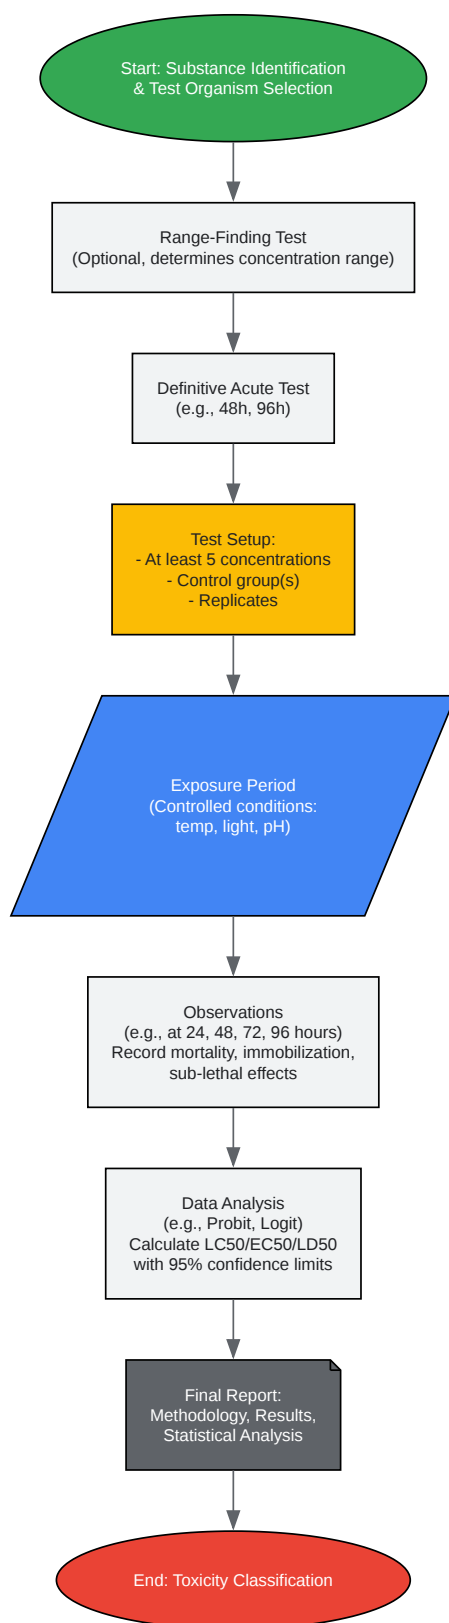 Start: Substance Identification
& Test Organism Selection
Range-Finding Test
(Optional, determines concentration range)
Definitive Acute Test
(e.g., 48h, 96h)
Test Setup:
- At least 5 concentrations
- Control group(s)
- Replicates
Exposure Period
(Controlled conditions:
temp, light, pH)
Observations
(e.g., at 24, 48, 72, 96 hours)
Record mortality, immobilization,
sub-lethal effects
Data Analysis
(e.g., Probit, Logit)
Calculate LC50/EC50/LD50
with 95% confidence limits
Final Report:
Methodology, Results,
Statistical Analysis
End: Toxicity Classification